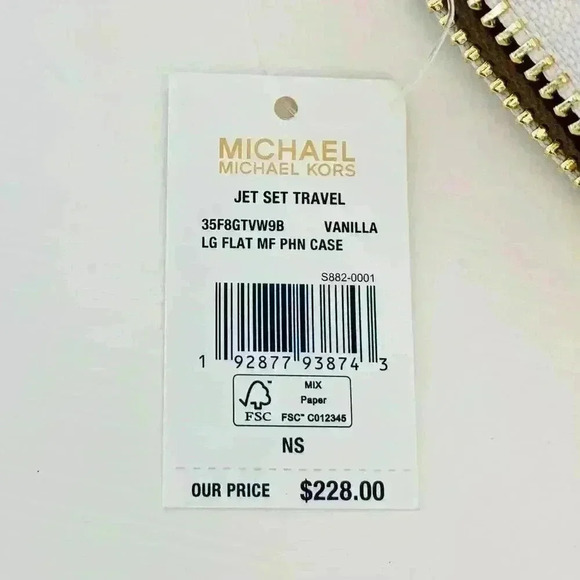 MICHAEL
MICHAEL KORS
JET SET TRAVEL
35F8GTVW9B VANILLA
LG FLAT MF PHN CASE
S882-0001
1 92877 93874 3
FSC
MIX
Paper
FSC™ C012345
NS
OUR PRICE $228.00